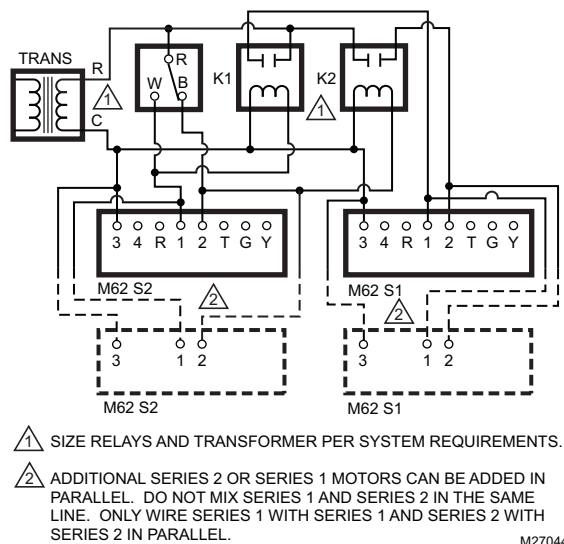 TRANS
R
C
1
R
W B
K1
K2
1
3 4 R 1 2 T G Y
3 4 R 1 2 T G Y
M62 S2
M62 S1
2
2
3 1 2
3 1 2
M62 S2
M62 S1
1 SIZE RELAYS AND TRANSFORMER PER SYSTEM REQUIREMENTS.
2 ADDITIONAL SERIES 2 OR SERIES 1 MOTORS CAN BE ADDED IN
PARALLEL. DO NOT MIX SERIES 1 AND SERIES 2 IN THE SAME
LINE. ONLY WIRE SERIES 1 WITH SERIES 1 AND SERIES 2 WITH
SERIES 2 IN PARALLEL.
M27044